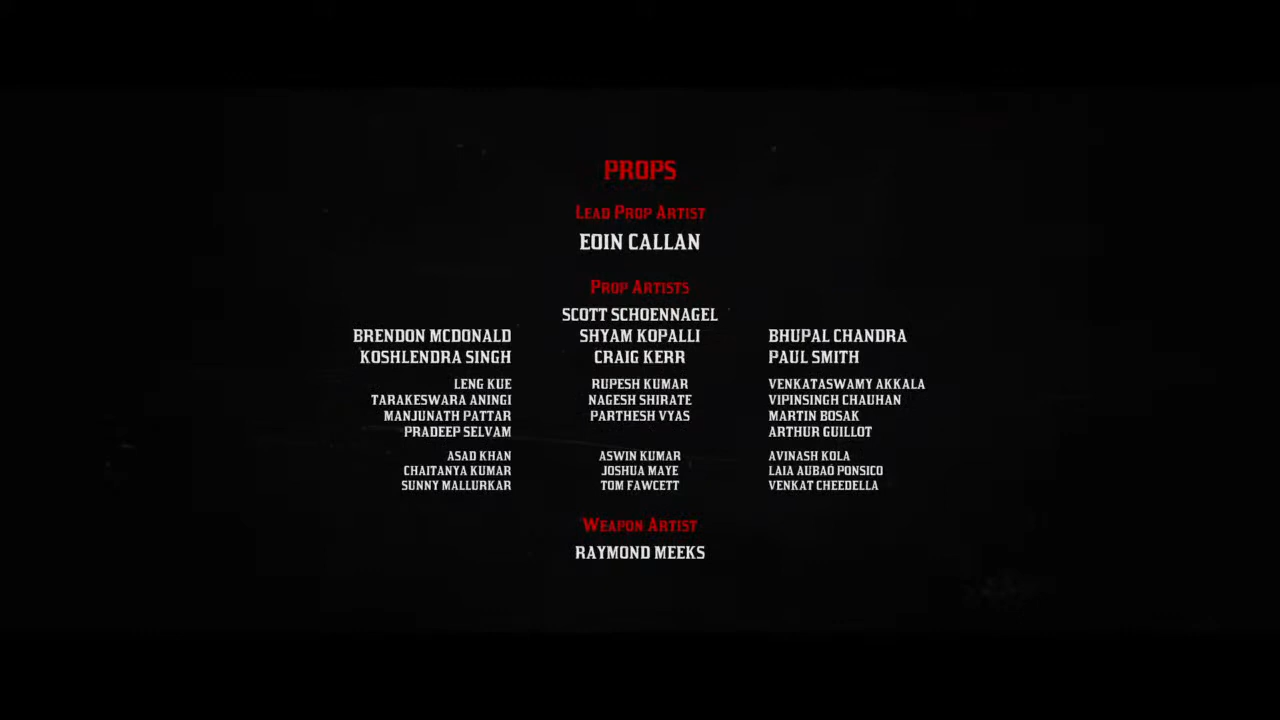 PROPS
LEAD PROP ARTIST
EOIN CALLAN
PROP ARTISTS
SCOTT SCHOENNAGEL
BRENDON MCDONALD SHYAM KOPALLI BHUPAL CHANDRA
KOSHLENDRA SINGH CRAIG KERR PAUL SMITH
LENG KUE RUPESH KUMAR VENKATASWAMY AKKALA
TARAKESWARA ANINGI NAGESH SHIRATE VIPINSINGH CHAUHAN
MANJUNATH PATTAR PARTHESH VYAS MARTIN BOSAK
PRADEEP SELVAM ARTHUR GUILLOT
ASAD KHAN ASWIN KUMAR AVINASH KOLA
CHAITANYA KUMAR JOSHUA MAYE LAIA AUBAÓ PONSICO
SUNNY MALLURKAR TOM FAWCETT VENKAT CHEEDELLA
WEAPON ARTIST
RAYMOND MEEKS